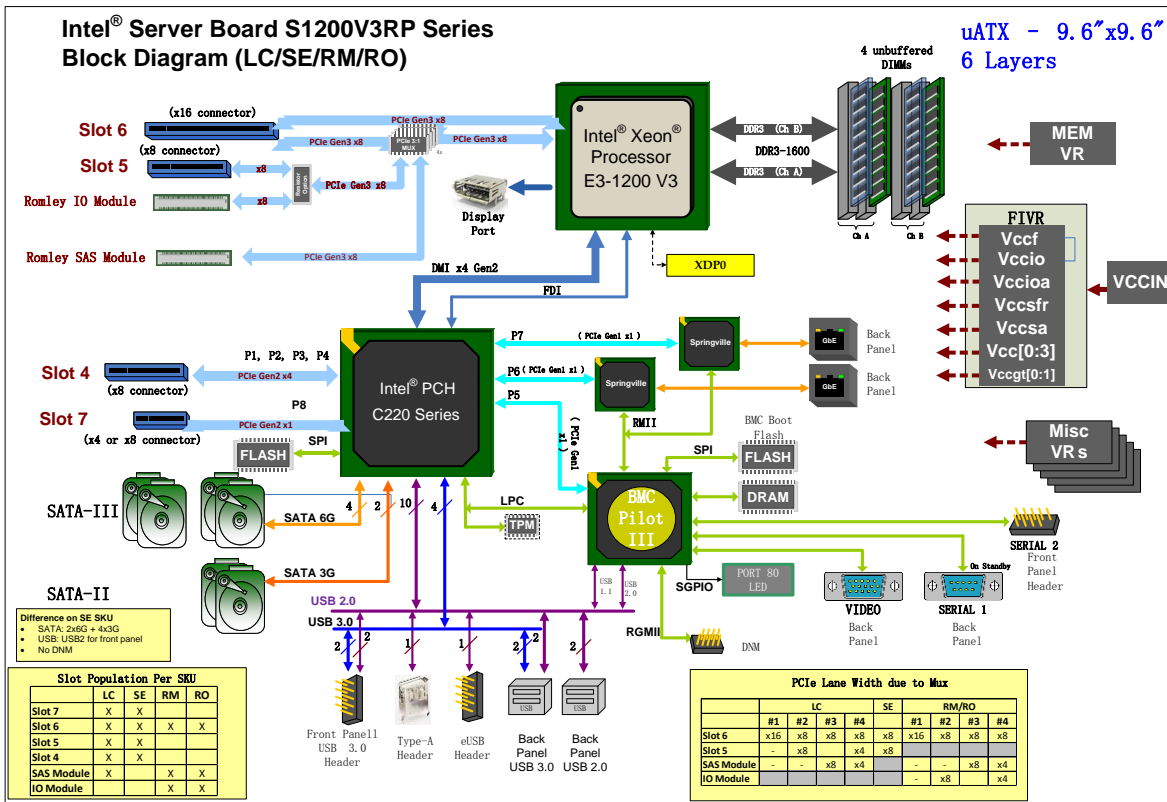 Intel® Server Board S1200V3RP Series
Block Diagram (LC/SE/RM/RO)
uATX - 9.6"x9.6"
6 Layers
4 unbuffered
DIMMs
(x16 connector)
Slot 6
PCIe Gen3 x8
PCIe Gen3 x8
PCIe 3:1
MUX
4x
PCIe Gen3 x8
(x8 connector)
Slot 5
x8
Resistor
Option
PCIe Gen3 x8
Romley IO Module
x8
Romley SAS Module
PCIe Gen3 x8
Intel® Xeon®
Processor
E3-1200 V3
DDR3 (Ch B)
DDR3-1600
DDR3 (Ch A)
Ch A
Ch B
MEM
VR
Display
Port
XDP0
DMI x4 Gen2
FDI
FIVR
Vccf
Vccio
Vccioa
Vccsfr
Vccsa
Vcc[0:3]
Vccgt[0:1]
VCCIN
Misc
VR s
P1, P2, P3, P4
Slot 4
PCIe Gen2 x4
(x8 connector)
P8
Slot 7
PCIe Gen2 x1
(x4 or x8 connector)
Intel® PCH
C220 Series
P7
( PCIe Gen1 x1 )
Springville
GbE
Back
Panel
P6
( PCIe Gen1 x1 )
Springville
GbE
Back
Panel
P5
( PCIe Gen1
x1 )
RMII
SPI
FLASH
BMC Boot
Flash
SPI
FLASH
DRAM
LPC
TPM
BMC
Pilot
III
4
2
10
4
SATA-III
SATA 6G
SATA-II
SATA 3G
USB
1.1
USB
2.0
SGPIO
PORT 80
LED
RGMII
DNM
VIDEO
Back
Panel
On Standby
SERIAL 1
Back
Panel
SERIAL 2
Front
Panel
Header
USB 2.0
USB 3.0
2
2
1
1
2
2
2
USB
USB
Front Panell
USB 3.0
Header
Type-A
Header
eUSB
Header
Back
Panel
USB 3.0
Back
Panel
USB 2.0
Difference on SE SKU
• SATA: 2x6G + 4x3G
• USB: USB2 for front panel
• No DNM
Slot Population Per SKU
LC SE RM RO
Slot 7 X X
Slot 6 X X X X
Slot 5 X X
Slot 4 X X
SAS Module X X X
IO Module X X
PCIe Lane Width due to Mux
LC SE RM/RO
#1 #2 #3 #4 #1 #2 #3 #4
Slot 6 x16 x8 x8 x8 x8 x16 x8 x8 x8
Slot 5 - x8 x4 x8
SAS Module - - x8 x4 - - x8 x4
IO Module - x8 x4